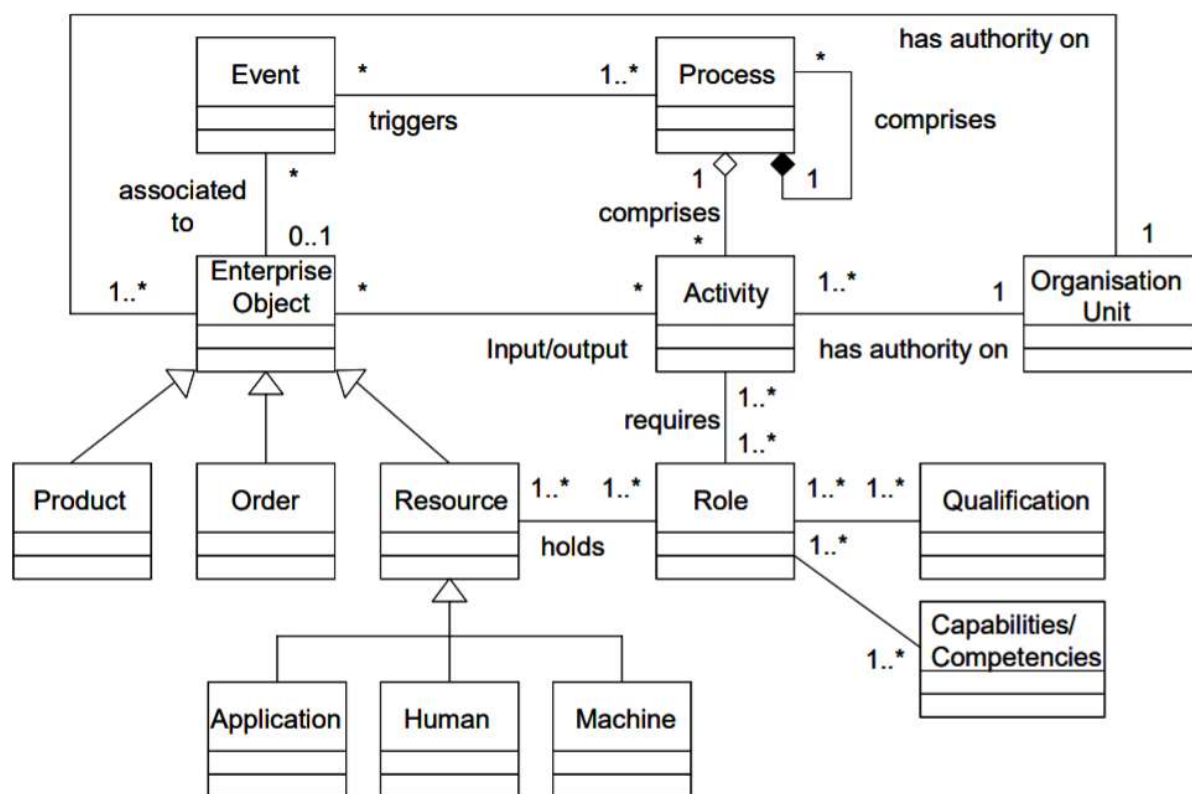 has authority on
Event
*
1..*
Process
*
triggers
comprises
*
1
1
associated
to
comprises
0..1
*
1
Enterprise
Object
1..*
*
*
Activity
1..*
1
Organisation
Unit
Input/output
has authority on
1..*
requires
1..*
Product
Order
Resource
1..*
1..*
Role
1..*
1..*
Qualification
holds
1..*
Capabilities/
Competencies
1..*
Application
Human
Machine